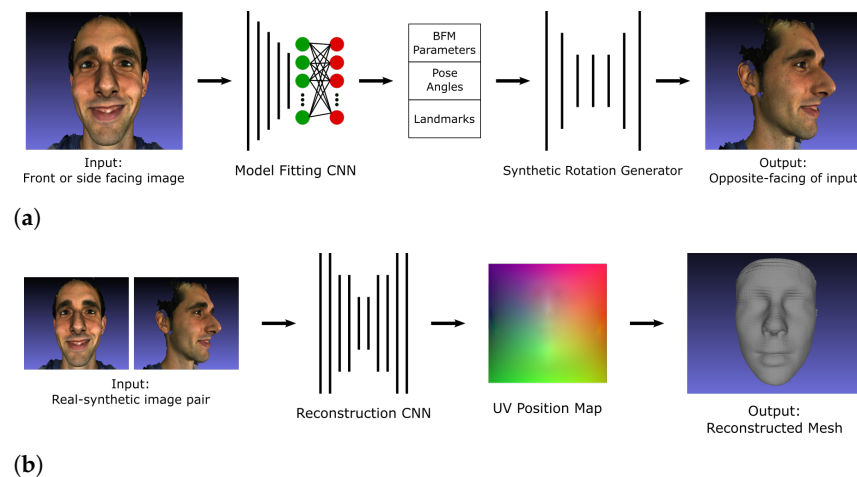 BFM
Parameters
Pose
Angles
Landmarks
Input:
Front or side facing image
Model Fitting CNN
Synthetic Rotation Generator
Output:
Opposite-facing of input
(a)
Input:
Real-synthetic image pair
Reconstruction CNN
UV Position Map
Output:
Reconstructed Mesh
(b)